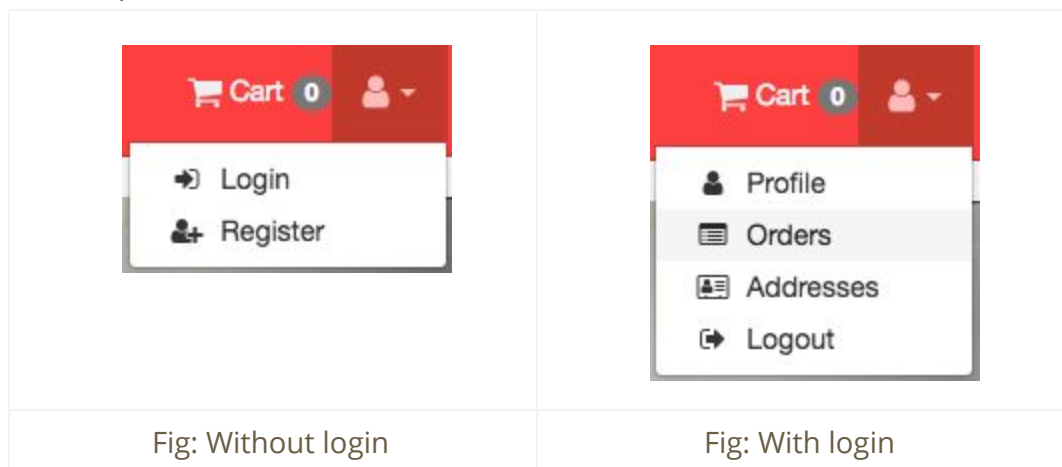 Cart 0
Login
Register
Fig: Without login
Cart 0
Profile
Orders
Addresses
Logout
Fig: With login